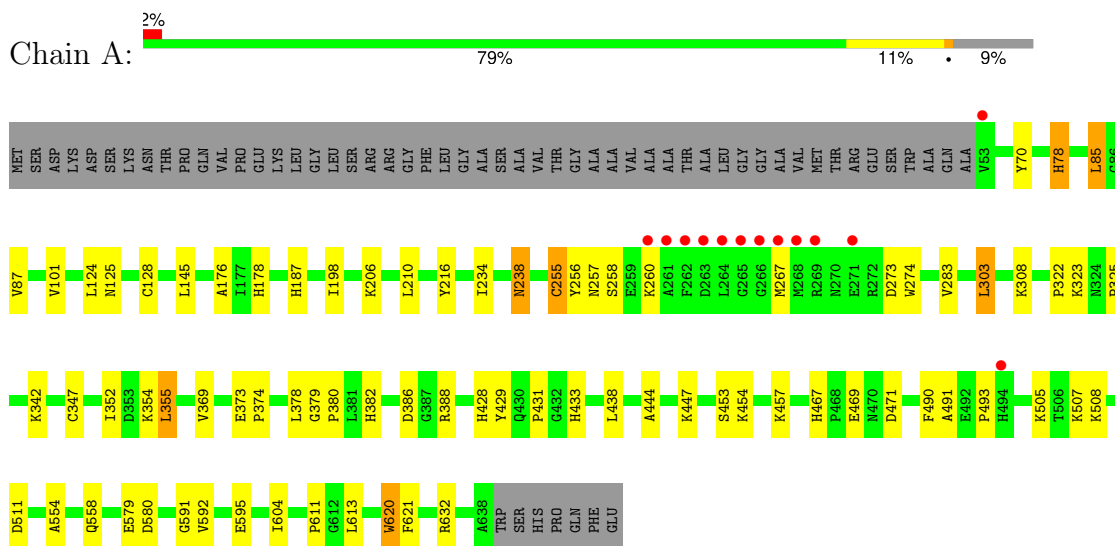 2%
Chain A:
79% 11% • 9%
MET SER ASP LYS ASP SER LYS ASN THR PRO GLN VAL PRO GLU LYS LEU GLY LEU SER ARG ARG GLY PHE LEU GLY ALA SER ALA VAL THR GLY ALA ALA VAL ALA ALA THR ALA LEU GLY GLY ALA VAL MET THR ARG GLU SER TRP ALA GLN ALA V53 Y70 H78 L85 G86
V87 V101 L124 N125 C128 L145 A176 I177 H178 H187 I198 K206 L210 Y216 I234 N238 C255 Y256 N257 S258 E259 K260 A261 F262 D263 L264 G265 G266 M267 M268 R269 N270 E271 R272 D273 W274 V283 L303 K308 P322 K323 N324 P325
K342 C347 I352 D353 K354 L355 V369 E373 P374 L378 G379 P380 L381 H382 D386 G387 R388 H428 Y429 Q430 P431 G432 H433 L438 A444 K447 S453 K454 K457 H467 P468 E469 N470 D471 F490 A491 E492 P493 H494 K505 T506 K507 K508
D511 A554 Q558 E579 D580 G591 V592 E595 I604 P611 G612 L613 W620 F621 R632 A638 TRP SER HIS PRO GLN PHE GLU